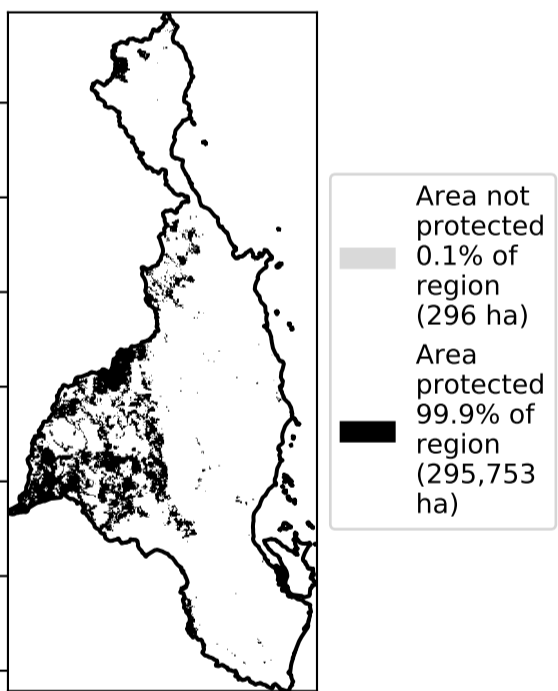 Area not
protected
0.1% of
region
(296 ha)
Area
protected
99.9% of
region
(295,753
ha)